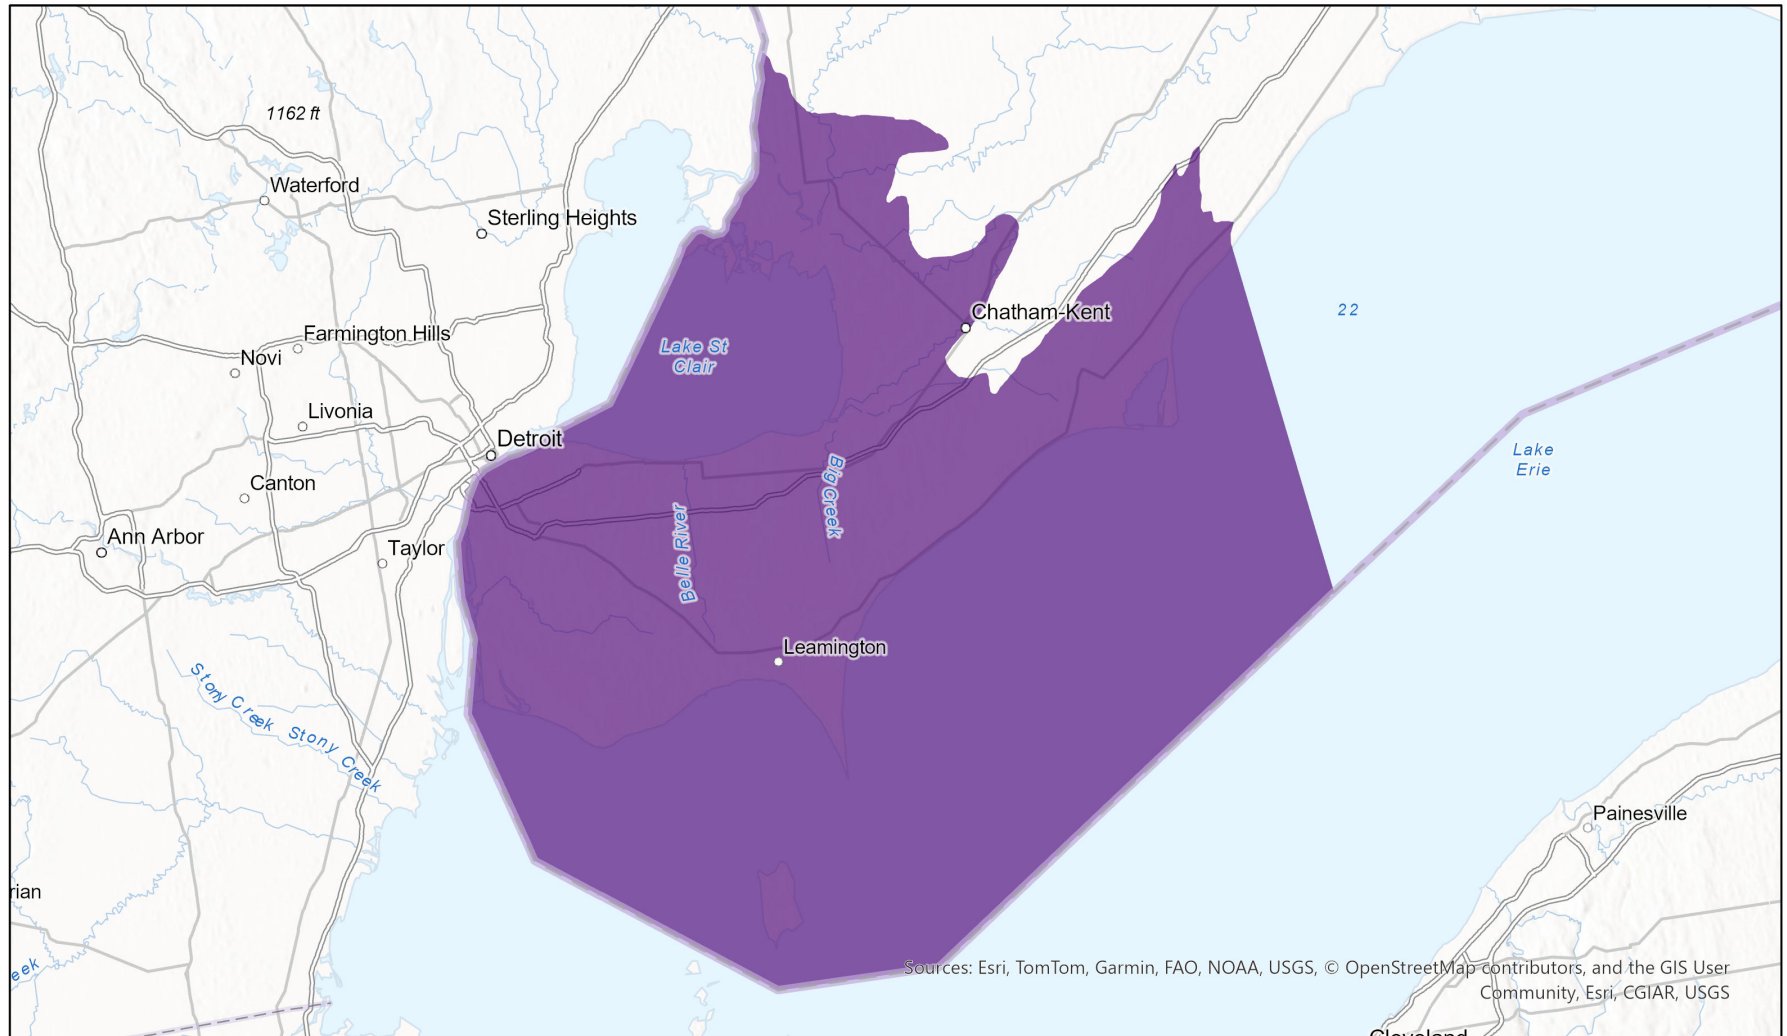 1162 ft
Waterford
Sterling Heights
Chatham-Kent
22
Farmington Hills
Lake St
Clair
Novi
Livonia
Detroit
Lake
Erie
Canton
Big Creek
Ann Arbor
Taylor
Belle River
Leamington
Stony Creek
Stony Creek
Painesville
rian
eek
Sources: Esri, TomTom, Garmin, FAO, NOAA, USGS, © OpenStreetMap contributors, and the GIS User
Community, Esri, CGIAR, USGS
Cleveland